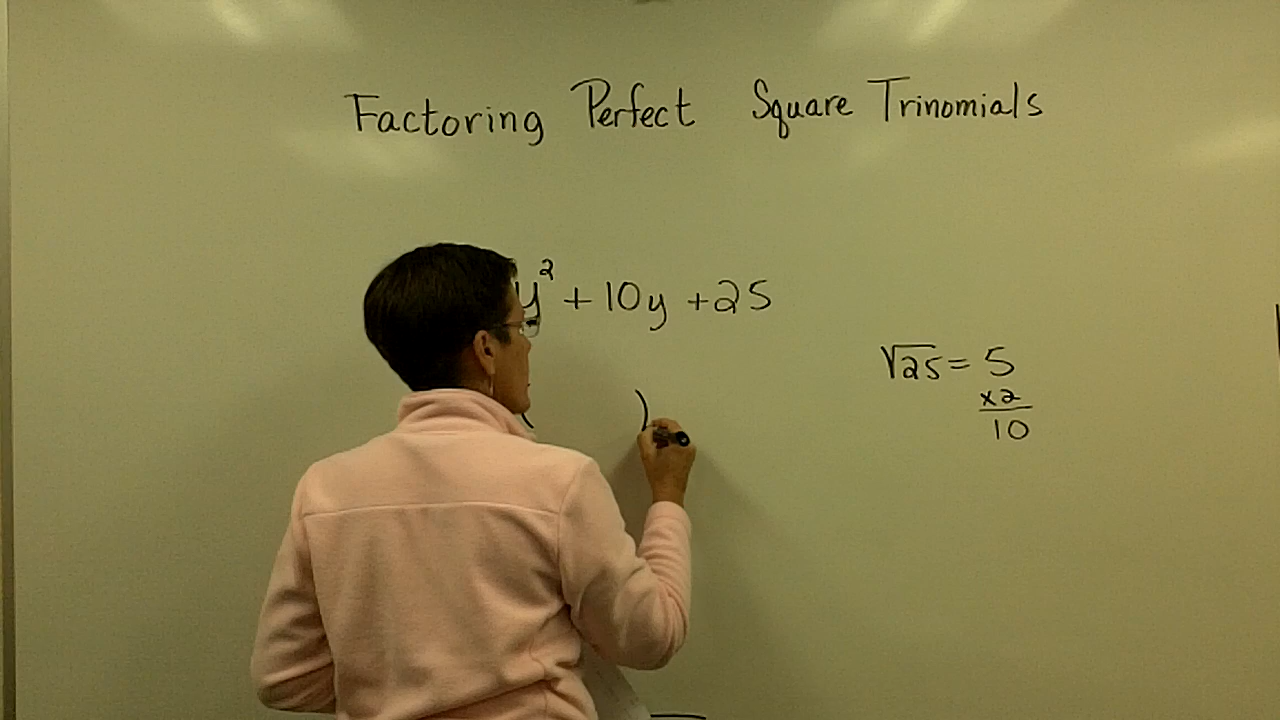 Factoring Perfect Square Trinomials
y² + 10y + 25
√25 = 5
x2
10
( )